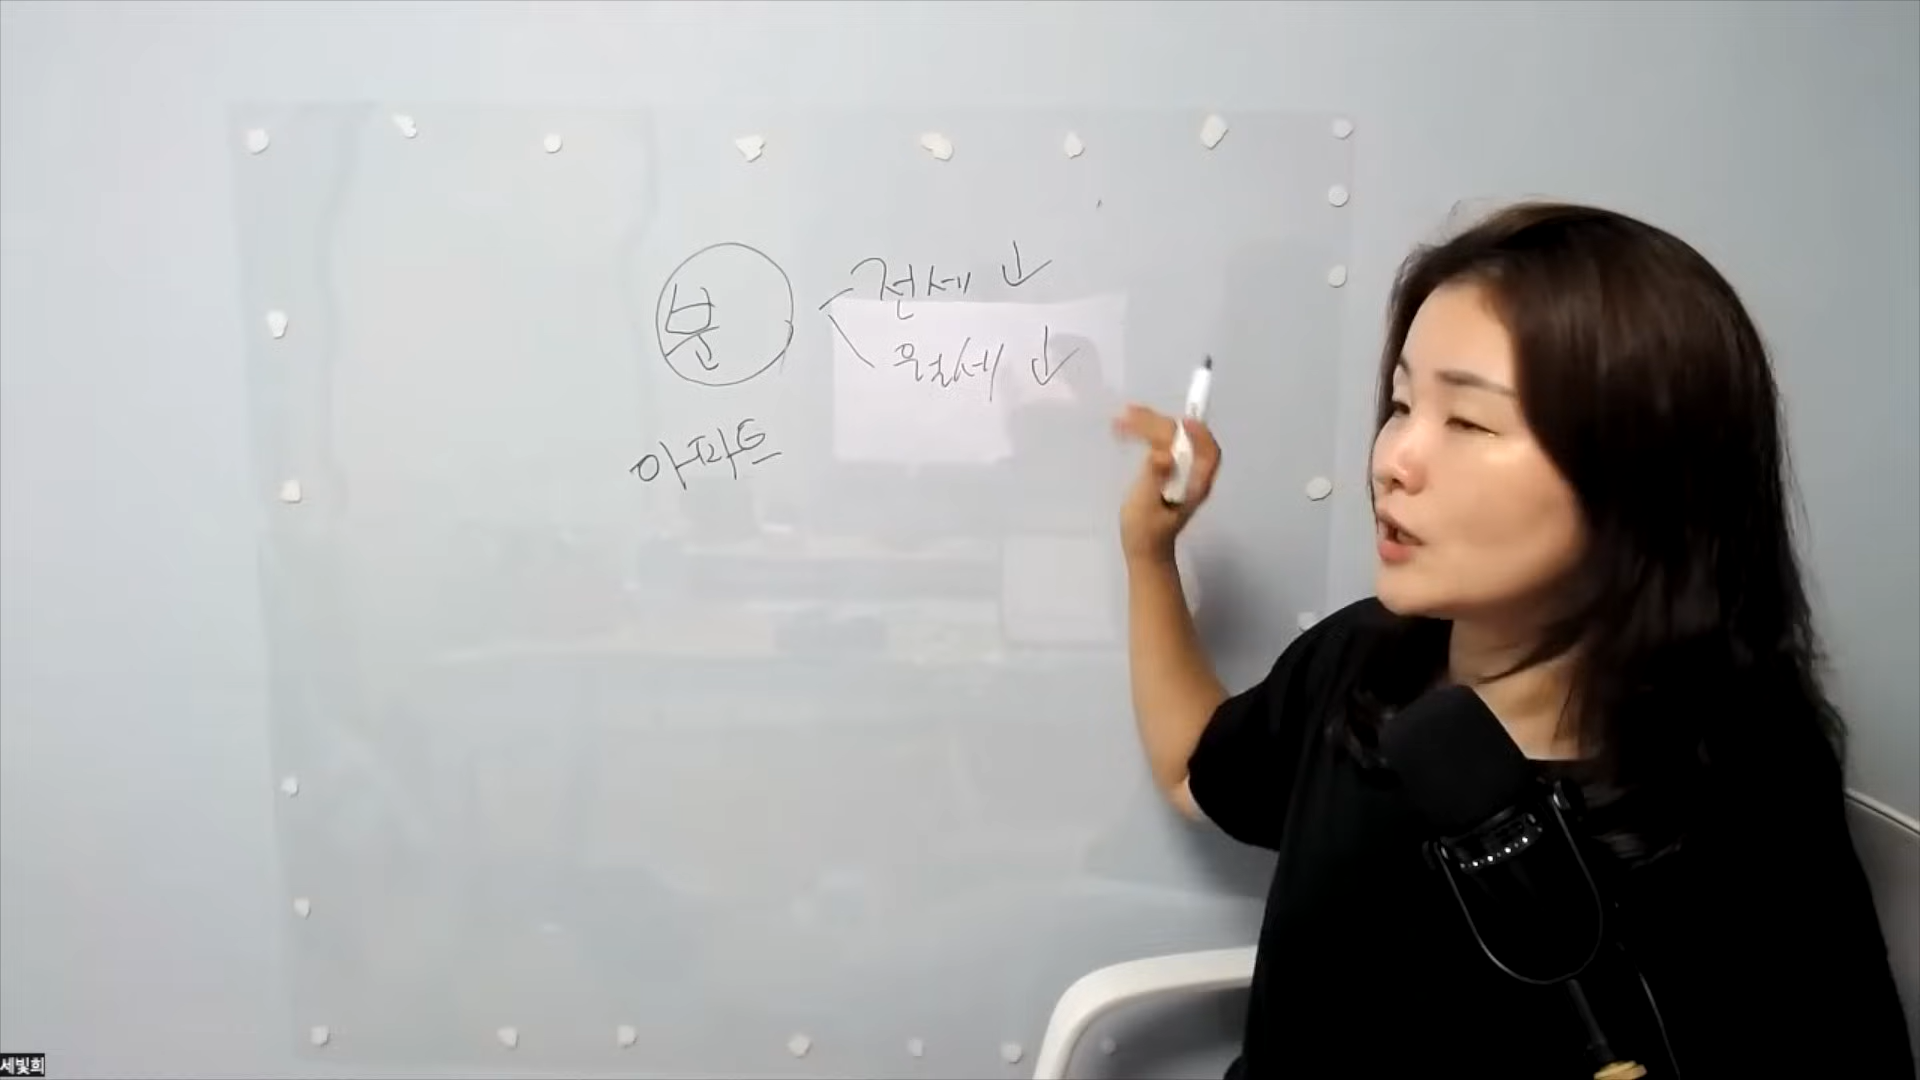 분
전세 ↓
월세 ↓
아파트
세빛희